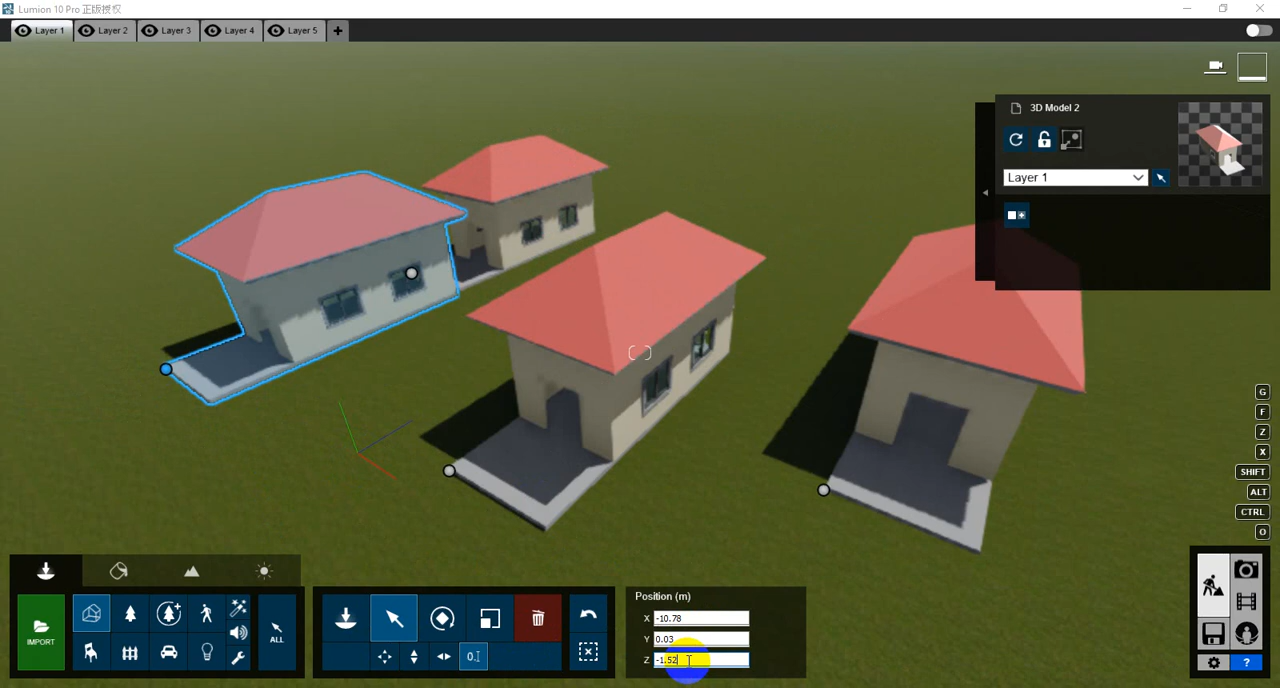 Lumion 10 Pro 正版授权
Layer 1
Layer 2
Layer 3
Layer 4
Layer 5
+
3D Model 2
Layer 1
G
F
Z
X
SHIFT
ALT
CTRL
O
IMPORT
ALL
0.
Position (m)
X -10.78
Y 0.03
Z -1.52
?